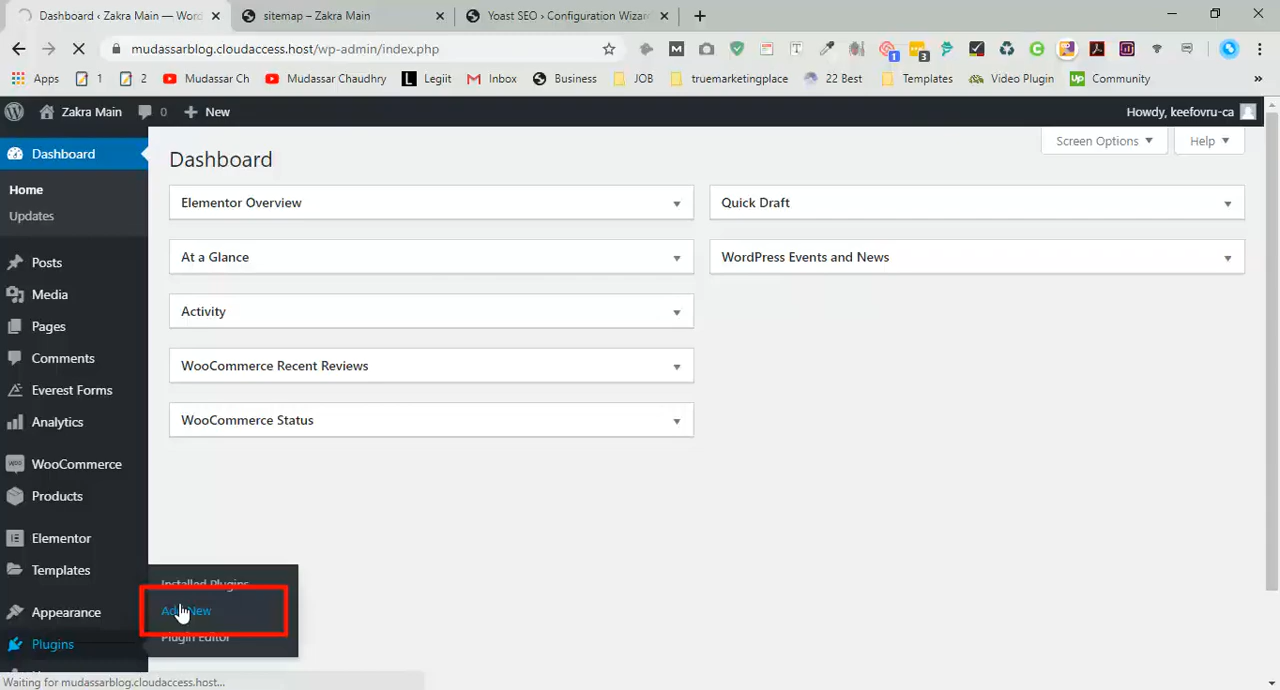 Dashboard ‹ Zakra Main — Word
sitemap – Zakra Main
Yoast SEO › Configuration Wizar
mudassarblog.cloudaccess.host/wp-admin/index.php
1
3
Apps
1
2
Mudassar Ch
Mudassar Chaudhry
Legit
Inbox
Business
JOB
truemarketingplace
22 Best
Templates
Video Plugin
Community
Zakra Main
0
New
Howdy, keefovru-ca
Dashboard
Home
Updates
Posts
Media
Pages
Comments
Everest Forms
Analytics
WooCommerce
Products
Elementor
Templates
Appearance
Plugins
Dashboard
Screen Options
Help
Elementor Overview
Quick Draft
At a Glance
WordPress Events and News
Activity
WooCommerce Recent Reviews
WooCommerce Status
Installed Plugins
Add New
Plugin Editor
Waiting for mudassarblog.cloudaccess.host...